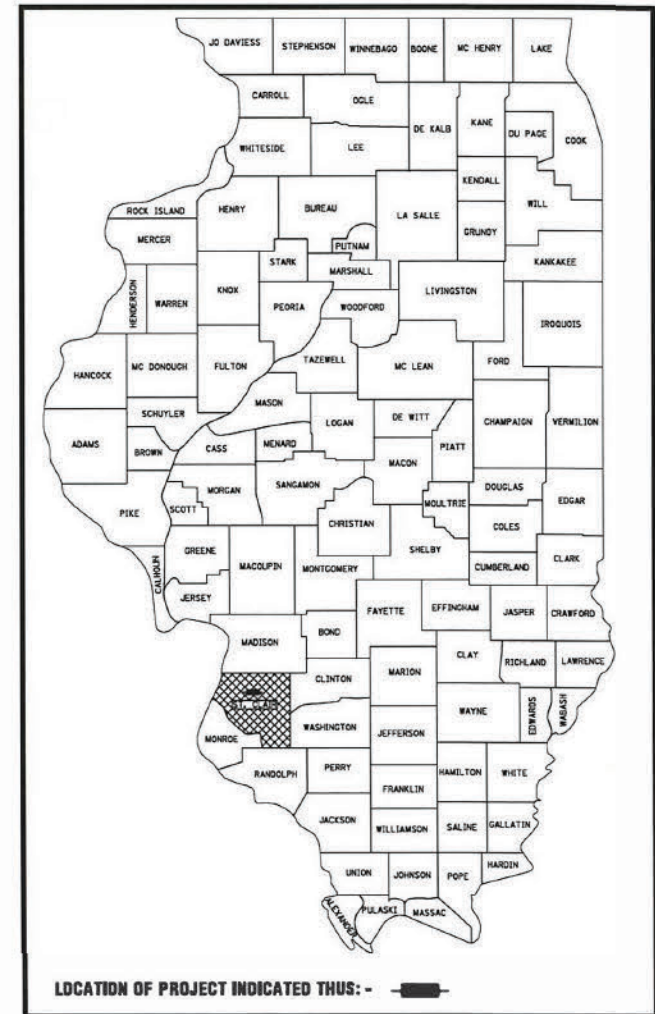 JO DAVIESS
STEPHENSON
WINNEBAGO
BOONE
MC HENRY
LAKE
CARROLL
OGLE
DE KALB
KANE
DU PAGE
COOK
WHITESIDE
LEE
KENDALL
WILL
ROCK ISLAND
HENRY
BUREAU
LA SALLE
GRUNDY
MERCER
PUTNAM
STARK
MARSHALL
KANKAKEE
HENDERSON
WARREN
KNOX
PEORIA
WOODFORD
LIVINGSTON
IROQUOIS
HANCOCK
MC DONOUGH
FULTON
TAZEWELL
MC LEAN
FORD
MASON
SCHUYLER
LOGAN
DE WITT
CHAMPAIGN
VERMILION
ADAMS
BROWN
CASS
MENARD
PIATT
MACON
MORGAN
SANGAMON
DOUGLAS
EDGAR
PIKE
SCOTT
CHRISTIAN
MOULTRIE
COLES
GREENE
MACOUPIN
MONTGOMERY
SHELBY
CUMBERLAND
CLARK
CALHOUN
JERSEY
FAYETTE
EFFINGHAM
JASPER
CRAWFORD
MADISON
BOND
CLAY
RICHLAND
LAWRENCE
CLINTON
MARION
ST. CLAIR
WAYNE
EDWARDS
WABASH
WASHINGTON
JEFFERSON
MONROE
RANDOLPH
PERRY
HAMILTON
WHITE
FRANKLIN
JACKSON
WILLIAMSON
SALINE
GALLATIN
UNION
JOHNSON
POPE
HARDIN
ALEXANDER
PULASKI
MASSAC
LOCATION OF PROJECT INDICATED THUS: -